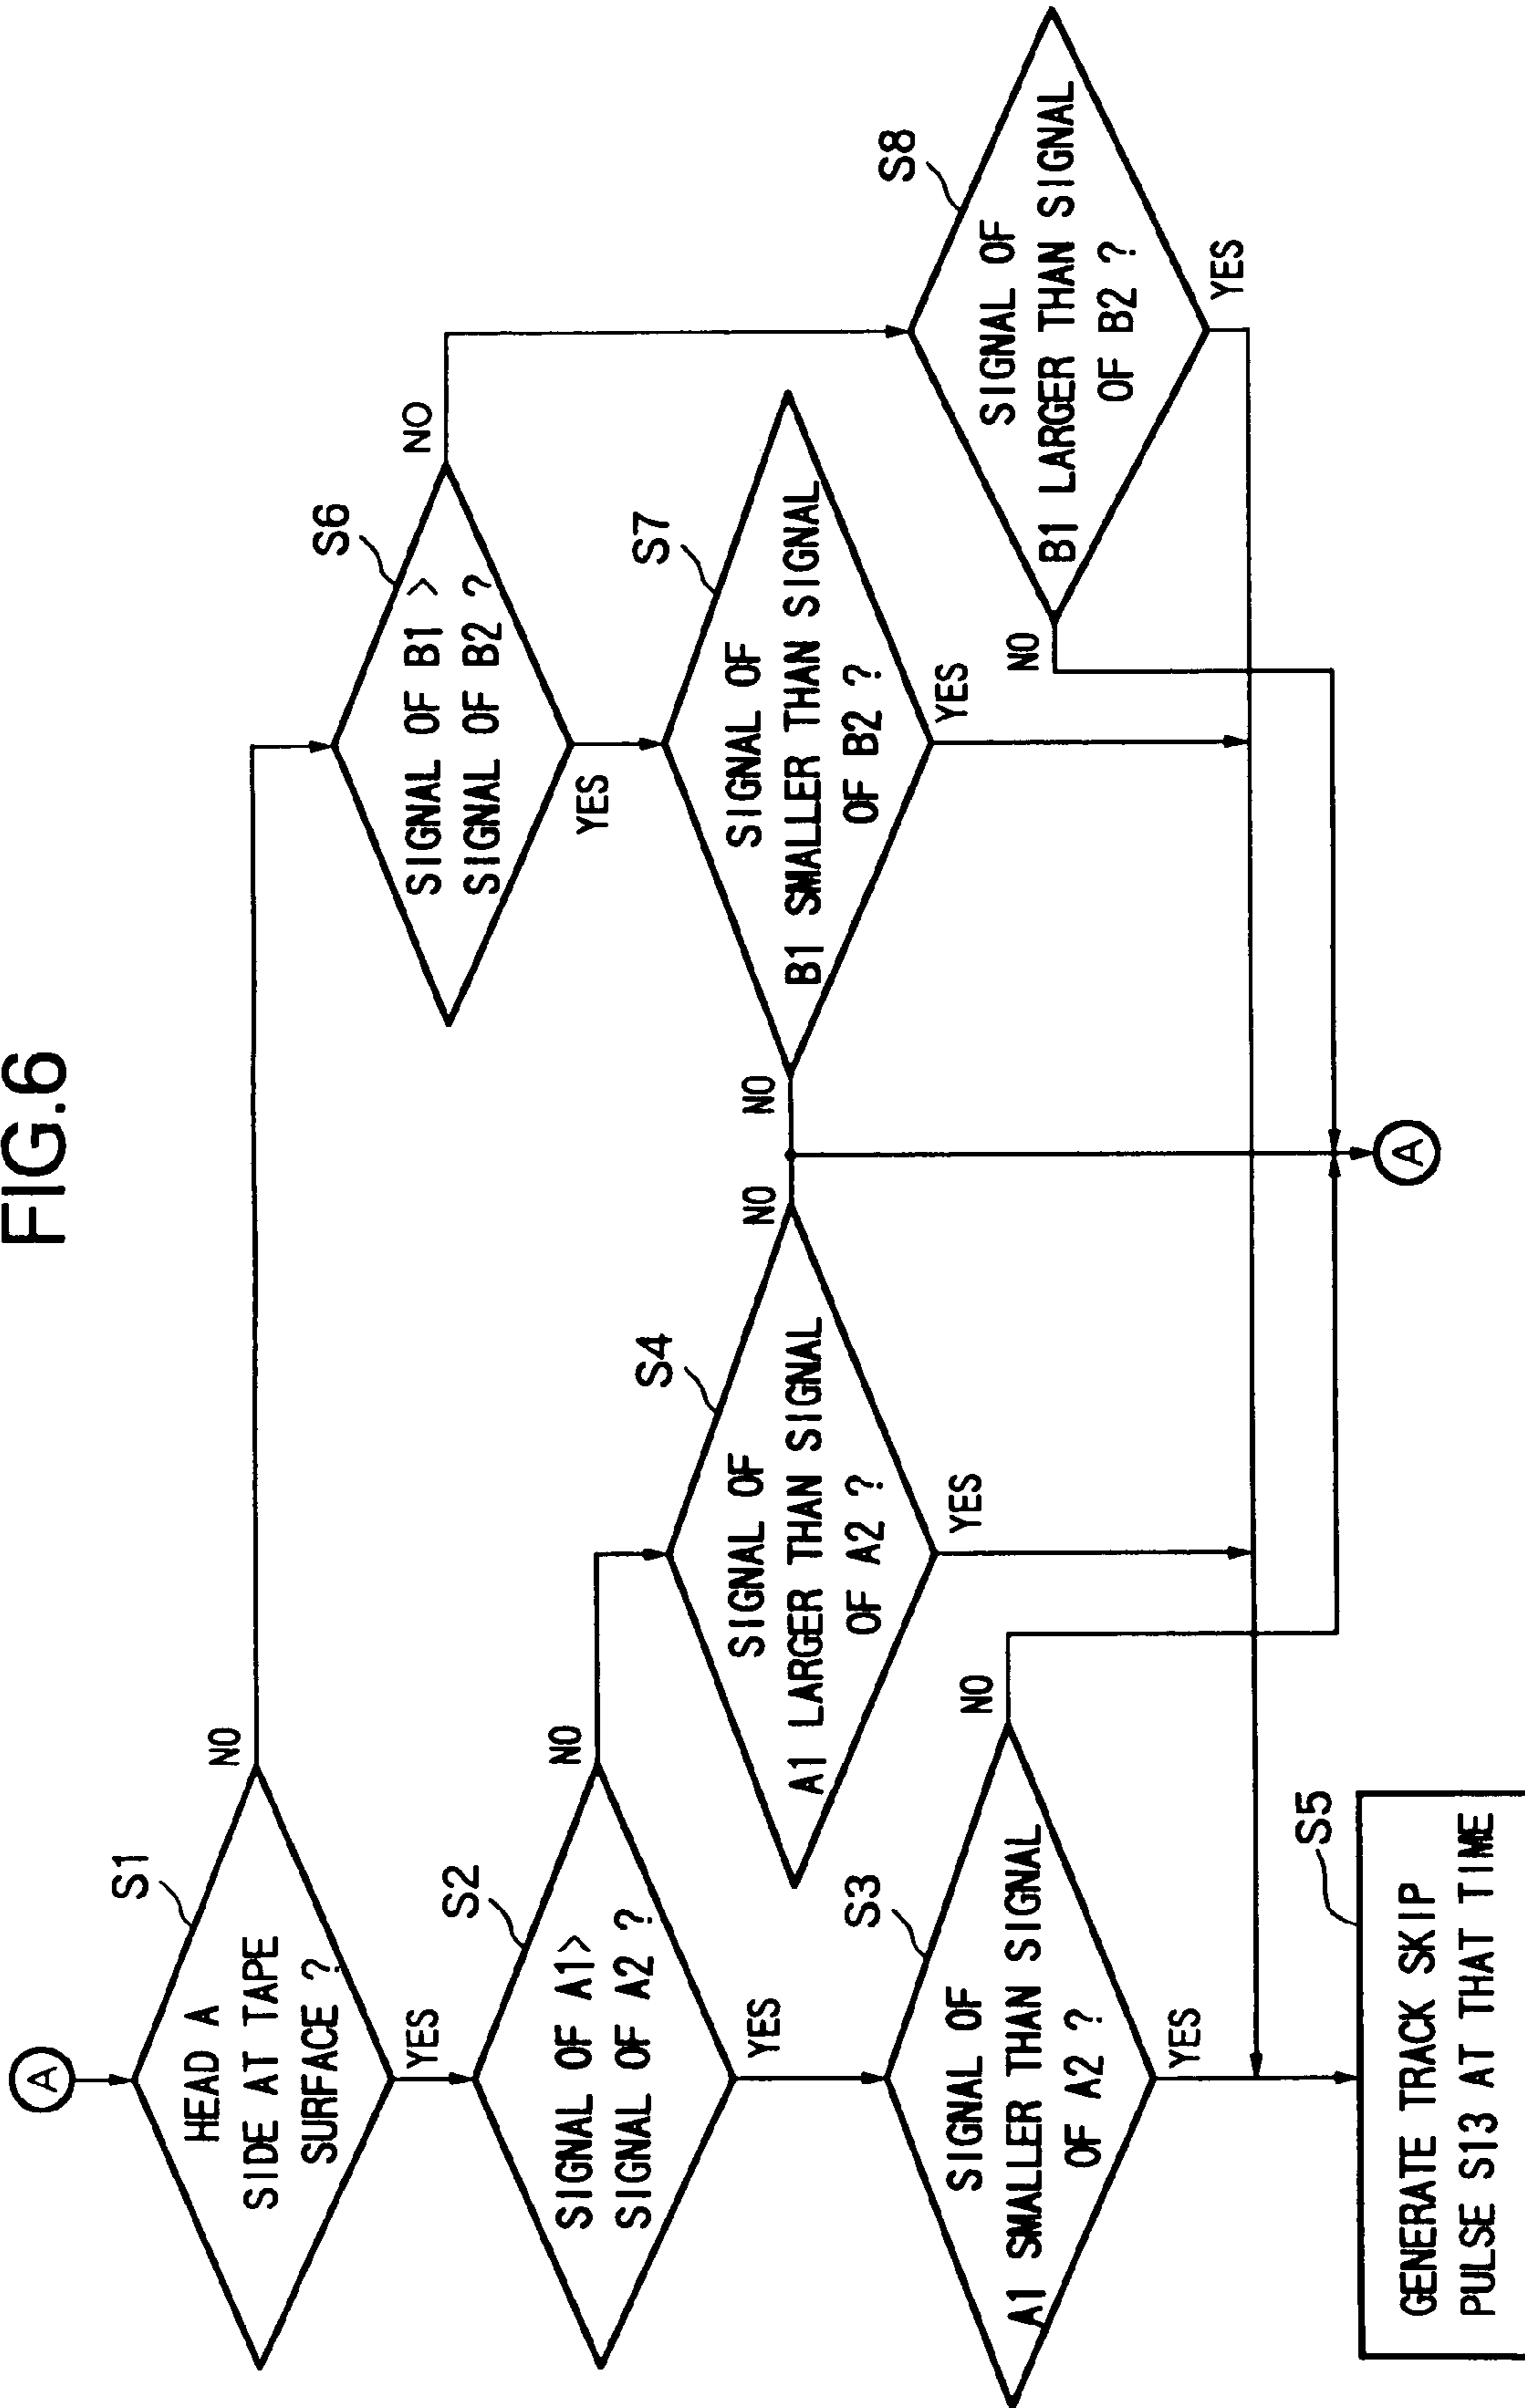 FIG.6
A
HEAD A
SIDE AT TAPE
SURFACE ?
S1
NO
YES
SIGNAL OF A1>
SIGNAL OF A2 ?
S2
NO
YES
SIGNAL OF
A1 SMALLER THAN SIGNAL
OF A2 ?
S3
NO
YES
SIGNAL OF
A1 LARGER THAN SIGNAL
OF A2 ?
S4
NO
YES
GENERATE TRACK SKIP
PULSE S13 AT THAT TIME
S5
SIGNAL OF B1 >
SIGNAL OF B2 ?
S6
NO
YES
SIGNAL OF
B1 SMALLER THAN SIGNAL
OF B2 ?
S7
NO
YES
SIGNAL OF
B1 LARGER THAN SIGNAL
OF B2 ?
S8
NO
YES
A